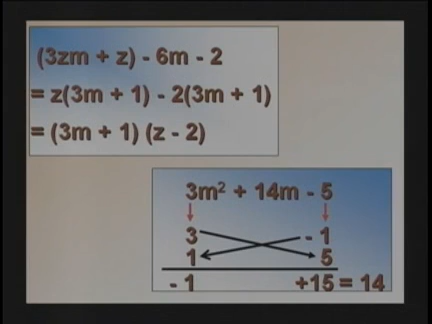 (3zm + z) - 6m - 2
= z(3m + 1) - 2(3m + 1)
= (3m + 1) (z - 2)
3m² + 14m - 5
3 - 1
1 5
- 1 +15 = 14